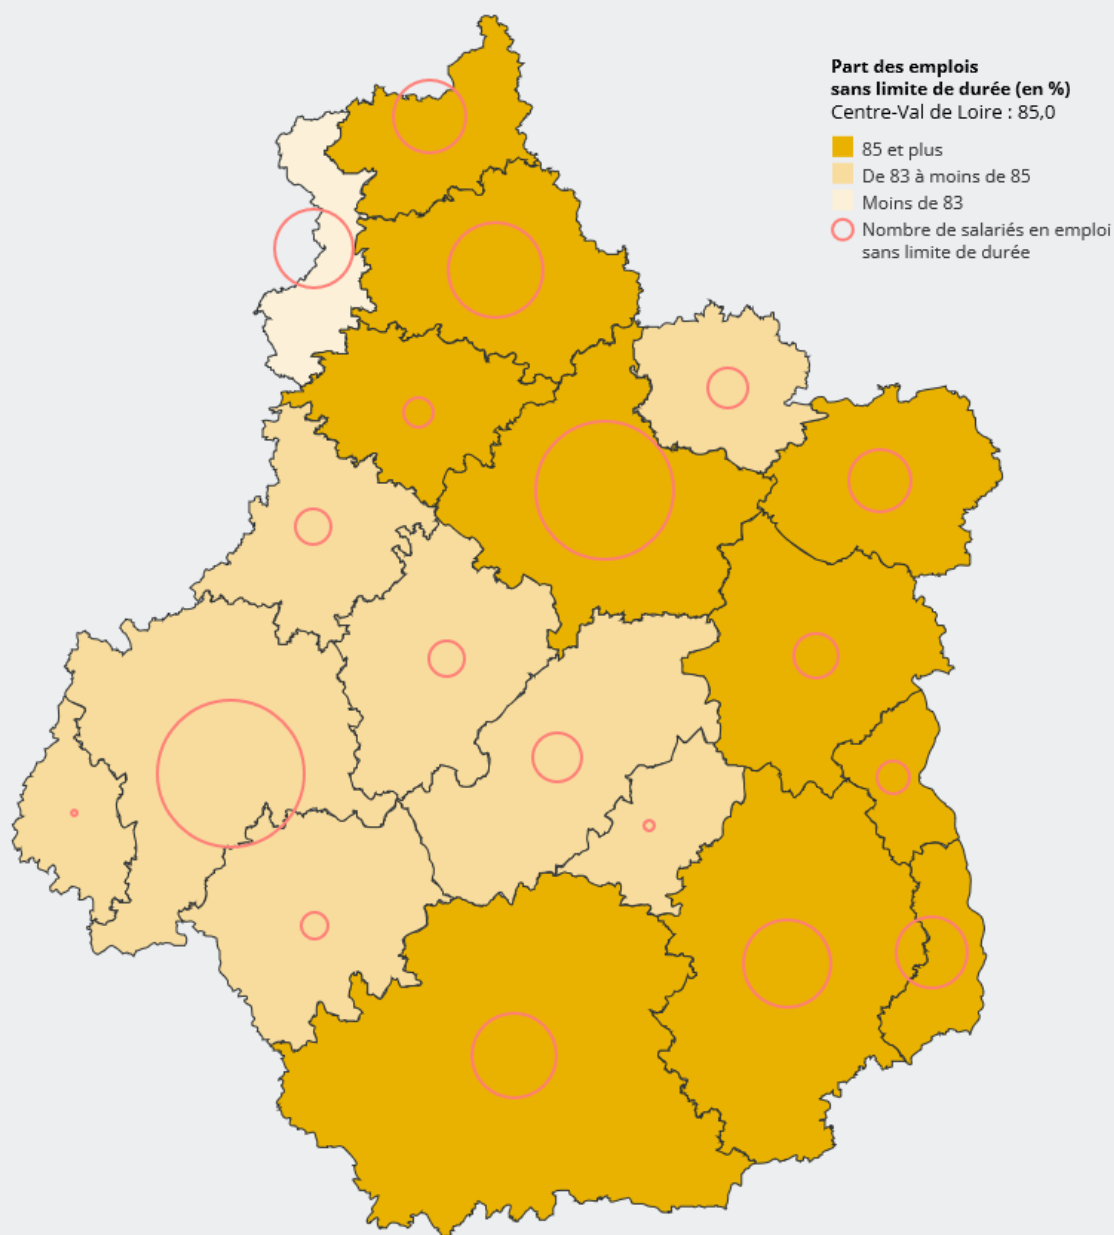 Part des emplois
sans limite de durée (en %)
Centre-Val de Loire : 85,0
85 et plus
De 83 à moins de 85
Moins de 83
Nombre de salariés en emploi
sans limite de durée